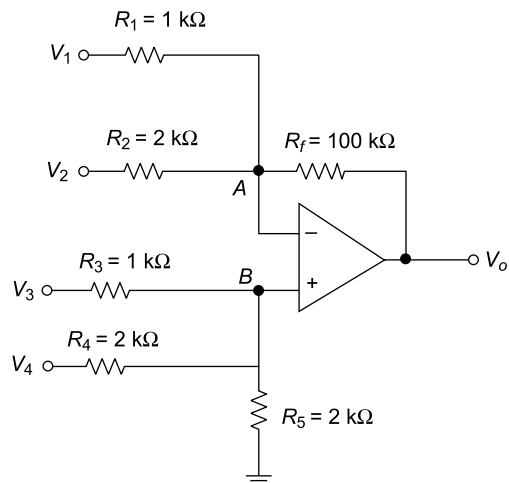 R₁ = 1 kΩ
V₁
R₂ = 2 kΩ
R_f = 100 kΩ
V₂
A
−
R₃ = 1 kΩ
B
V₃
+
Vₒ
R₄ = 2 kΩ
V₄
R₅ = 2 kΩ